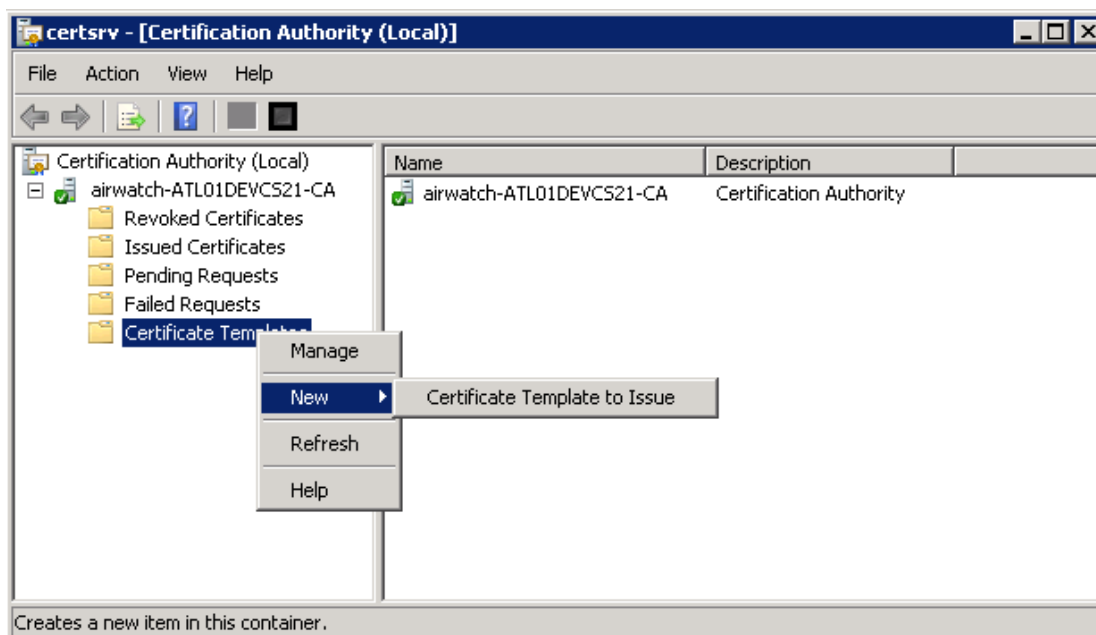 certsrv - [Certification Authority (Local)]
File Action View Help
Certification Authority (Local)
airwatch-ATL01DEVCS21-CA
Revoked Certificates
Issued Certificates
Pending Requests
Failed Requests
Certificate Templates
Name Description
airwatch-ATL01DEVCS21-CA Certification Authority
Manage
New Certificate Template to Issue
Refresh
Help
Creates a new item in this container.